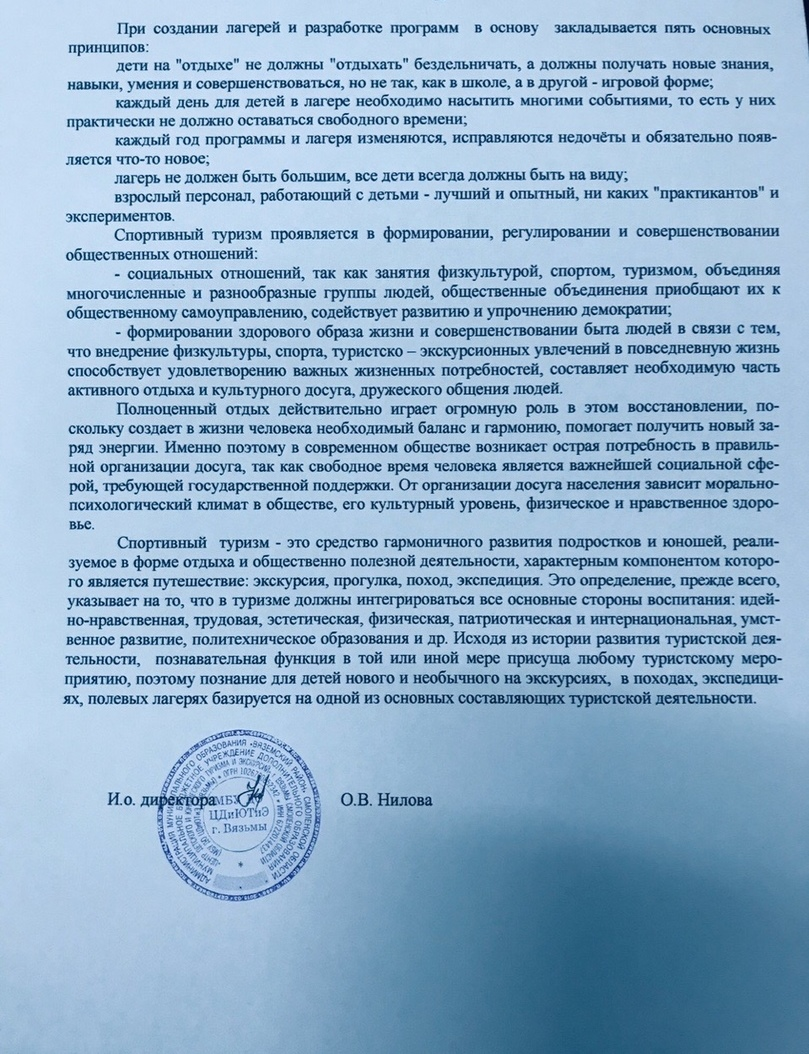 При создании лагерей и разработке программ в основу закладывается пять основных
принципов:
дети на "отдыхе" не должны "отдыхать" бездельничать, а должны получать новые знания,
навыки, умения и совершенствоваться, но не так, как в школе, а в другой - игровой форме;
каждый день для детей в лагере необходимо насытить многими событиями, то есть у них
практически не должно оставаться свободного времени;
каждый год программы и лагеря изменяются, исправляются недочёты и обязательно появ-
ляется что-то новое;
лагерь не должен быть большим, все дети всегда должны быть на виду;
взрослый персонал, работающий с детьми - лучший и опытный, ни каких "практикантов" и
экспериментов.
Спортивный туризм проявляется в формировании, регулировании и совершенствовании
общественных отношений:
- социальных отношений, так как занятия физкультурой, спортом, туризмом, объединяя
многочисленные и разнообразные группы людей, общественные объединения приобщают их к
общественному самоуправлению, содействует развитию и упрочнению демократии;
- формировании здорового образа жизни и совершенствовании быта людей в связи с тем,
что внедрение физкультуры, спорта, туристско – экскурсионных увлечений в повседневную жизнь
способствует удовлетворению важных жизненных потребностей, составляет необходимую часть
активного отдыха и культурного досуга, дружеского общения людей.
Полноценный отдых действительно играет огромную роль в этом восстановлении, по-
скольку создает в жизни человека необходимый баланс и гармонию, помогает получить новый за-
ряд энергии. Именно поэтому в современном обществе возникает острая потребность в правиль-
ной организации досуга, так как свободное время человека является важнейшей социальной сфе-
рой, требующей государственной поддержки. От организации досуга населения зависит морально-
психологический климат в обществе, его культурный уровень, физическое и нравственное здоро-
вье.
Спортивный туризм - это средство гармоничного развития подростков и юношей, реали-
зуемое в форме отдыха и общественно полезной деятельности, характерным компонентом которо-
го является путешествие: экскурсия, прогулка, поход, экспедиция. Это определение, прежде всего,
указывает на то, что в туризме должны интегрироваться все основные стороны воспитания: идей-
но-нравственная, трудовая, эстетическая, физическая, патриотическая и интернациональная, умст-
венное развитие, политехническое образования и др. Исходя из истории развития туристской дея-
тельности, познавательная функция в той или иной мере присуща любому туристскому меро-
приятию, поэтому познание для детей нового и необычного на экскурсиях, в походах, экспедици-
ях, полевых лагерях базируется на одной из основных составляющих туристской деятельности.
И.о. директора О.В. Нилова
АДМИНИСТРАЦИЯ МУНИЦИПАЛЬНОГО ОБРАЗОВАНИЯ «ВЯЗЕМСКИЙ РАЙОН» СМОЛЕНСКОЙ ОБЛАСТИ
МУНИЦИПАЛЬНОЕ БЮДЖЕТНОЕ УЧРЕЖДЕНИЕ ДОПОЛНИТЕЛЬНОГО ОБРАЗОВАНИЯ
МБУ
ЦДиЮТиЭ
г. Вязьмы